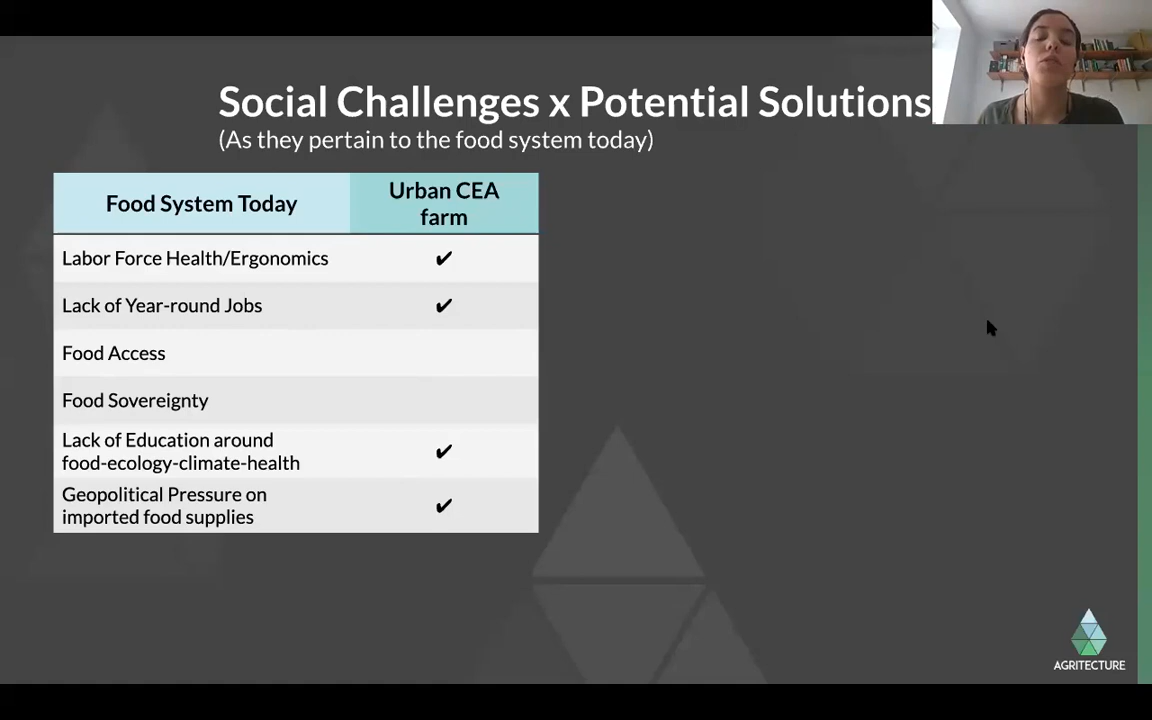 Social Challenges x Potential Solutions
(As they pertain to the food system today)
Food System Today
Urban CEA
farm
Labor Force Health/Ergonomics ✔
Lack of Year-round Jobs ✔
Food Access
Food Sovereignty
Lack of Education around
food-ecology-climate-health ✔
Geopolitical Pressure on
imported food supplies ✔
AGRITECTURE